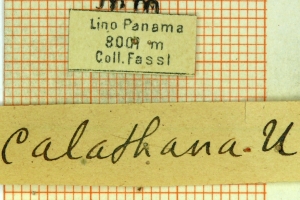 Lino Panama
800 m
Coll. Fassl
Calathana. U